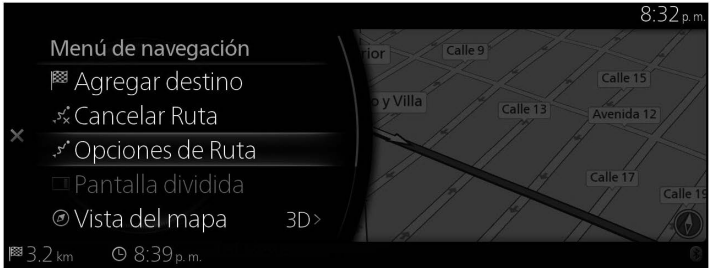 8:32 p. m.
Menú de navegación
Agregar destino
Cancelar Ruta
Opciones de Ruta
Pantalla dividida
Vista del mapa 3D>
3.2 km 8:39 p. m.
rior
Calle 9
Calle 15
o y Villa
Calle 13
Avenida 12
Calle 17
Calle 19